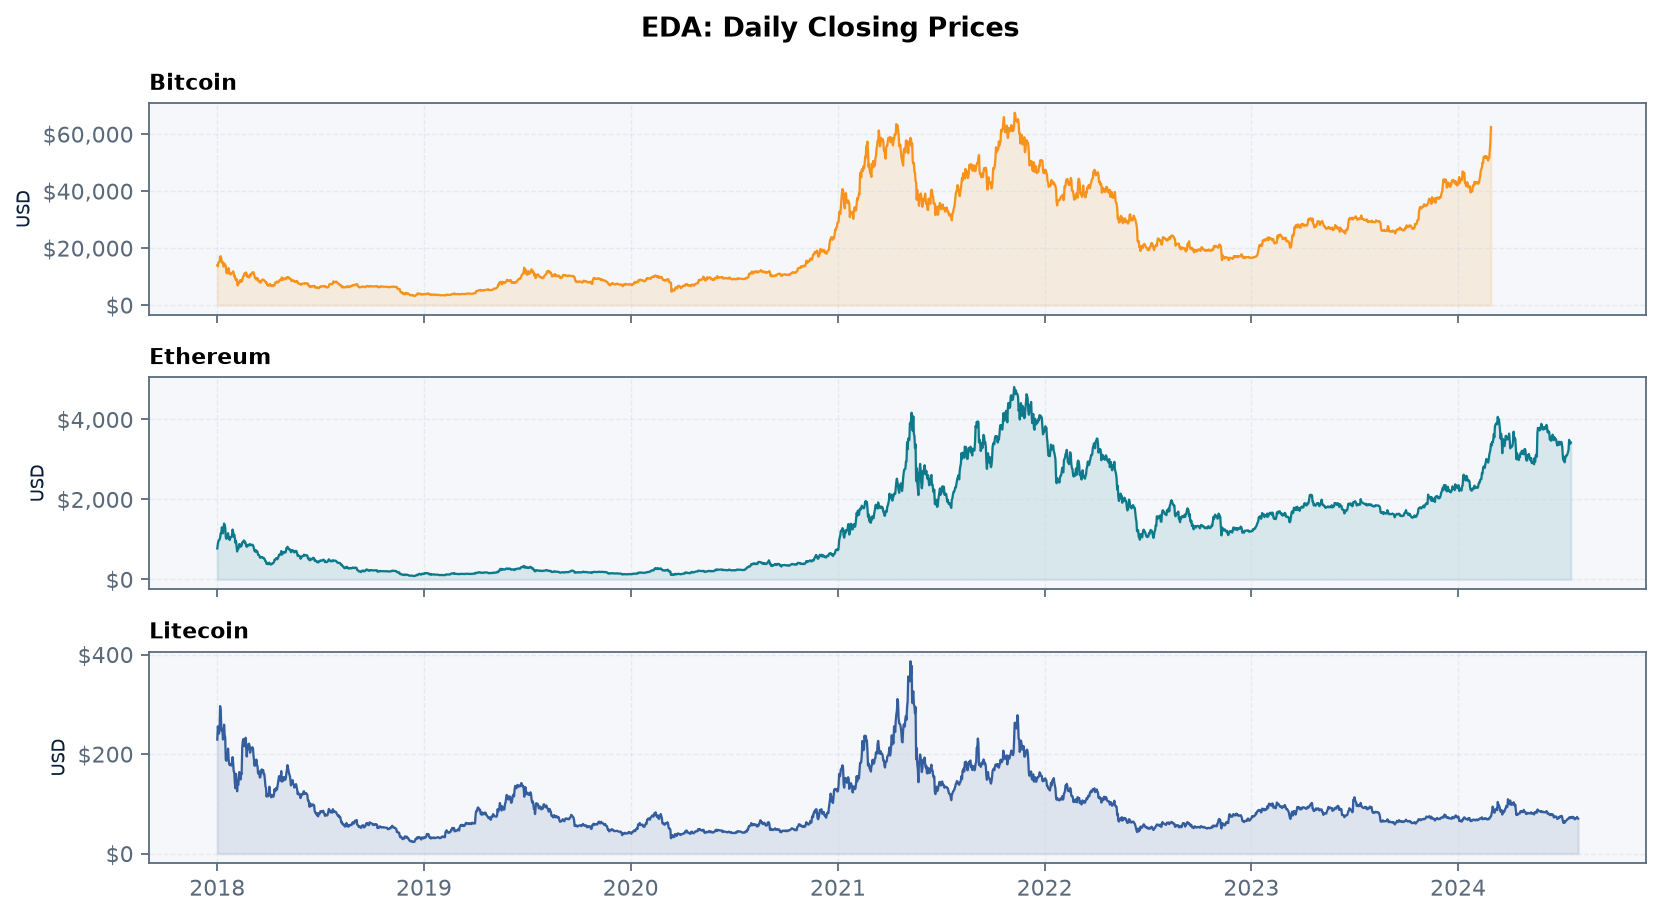 EDA: Daily Closing Prices
Bitcoin
$60,000
$40,000
$20,000
$0
USD
Ethereum
$4,000
$2,000
$0
USD
Litecoin
$400
$200
$0
USD
2018 2019 2020 2021 2022 2023 2024